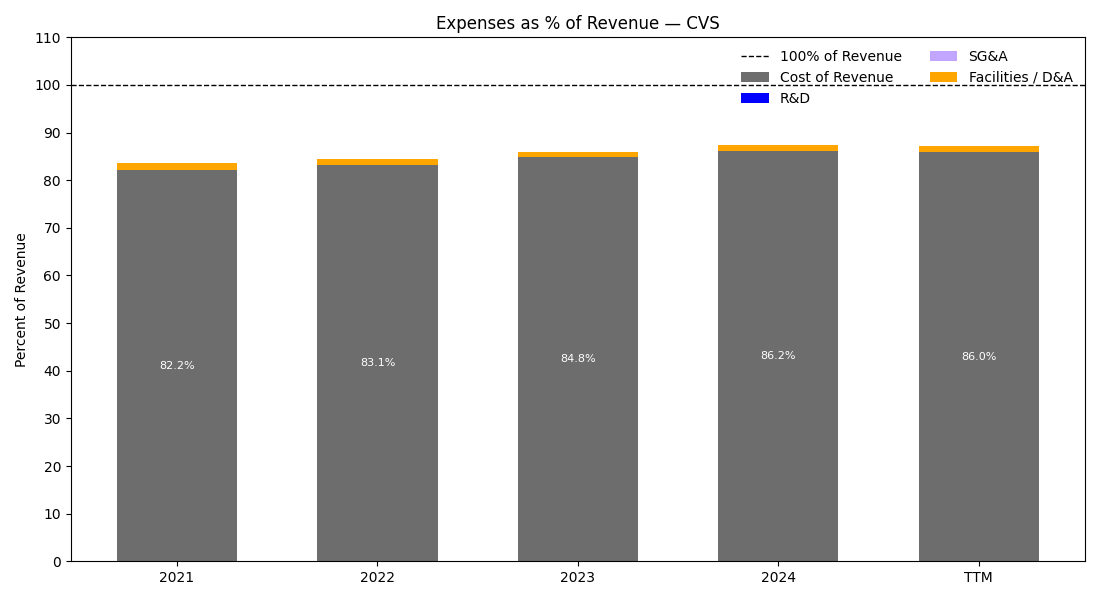 Expenses as % of Revenue — CVS
110
100
90
80
70
60
50
40
30
20
10
0
Percent of Revenue
100% of Revenue
Cost of Revenue
R&D
SG&A
Facilities / D&A
82.2%
83.1%
84.8%
86.2%
86.0%
2021
2022
2023
2024
TTM